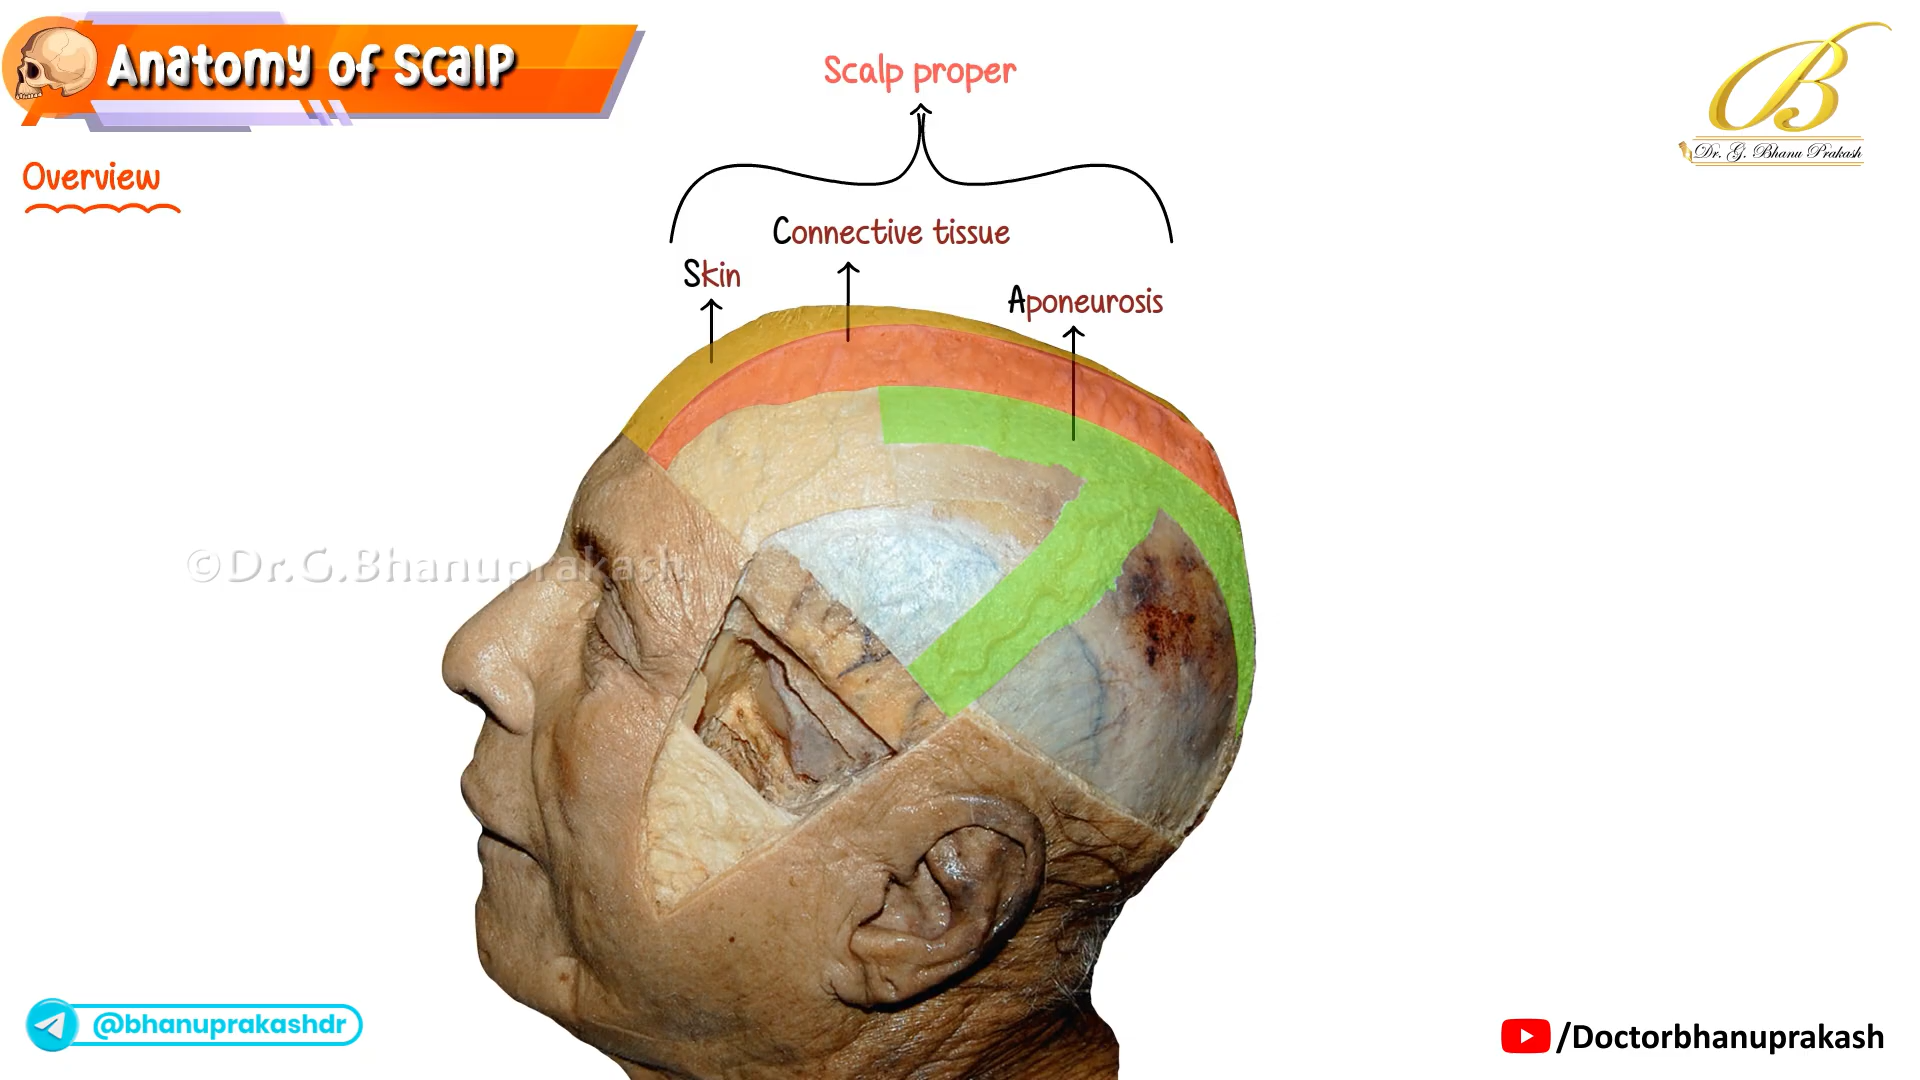 Anatomy of Scalp
Scalp proper
Dr. G. Bhanu Prakash
Overview
Connective tissue
Skin
Aponeurosis
©Dr.G.Bhanuprakash
@bhanuprakashdr
/Doctorbhanuprakash